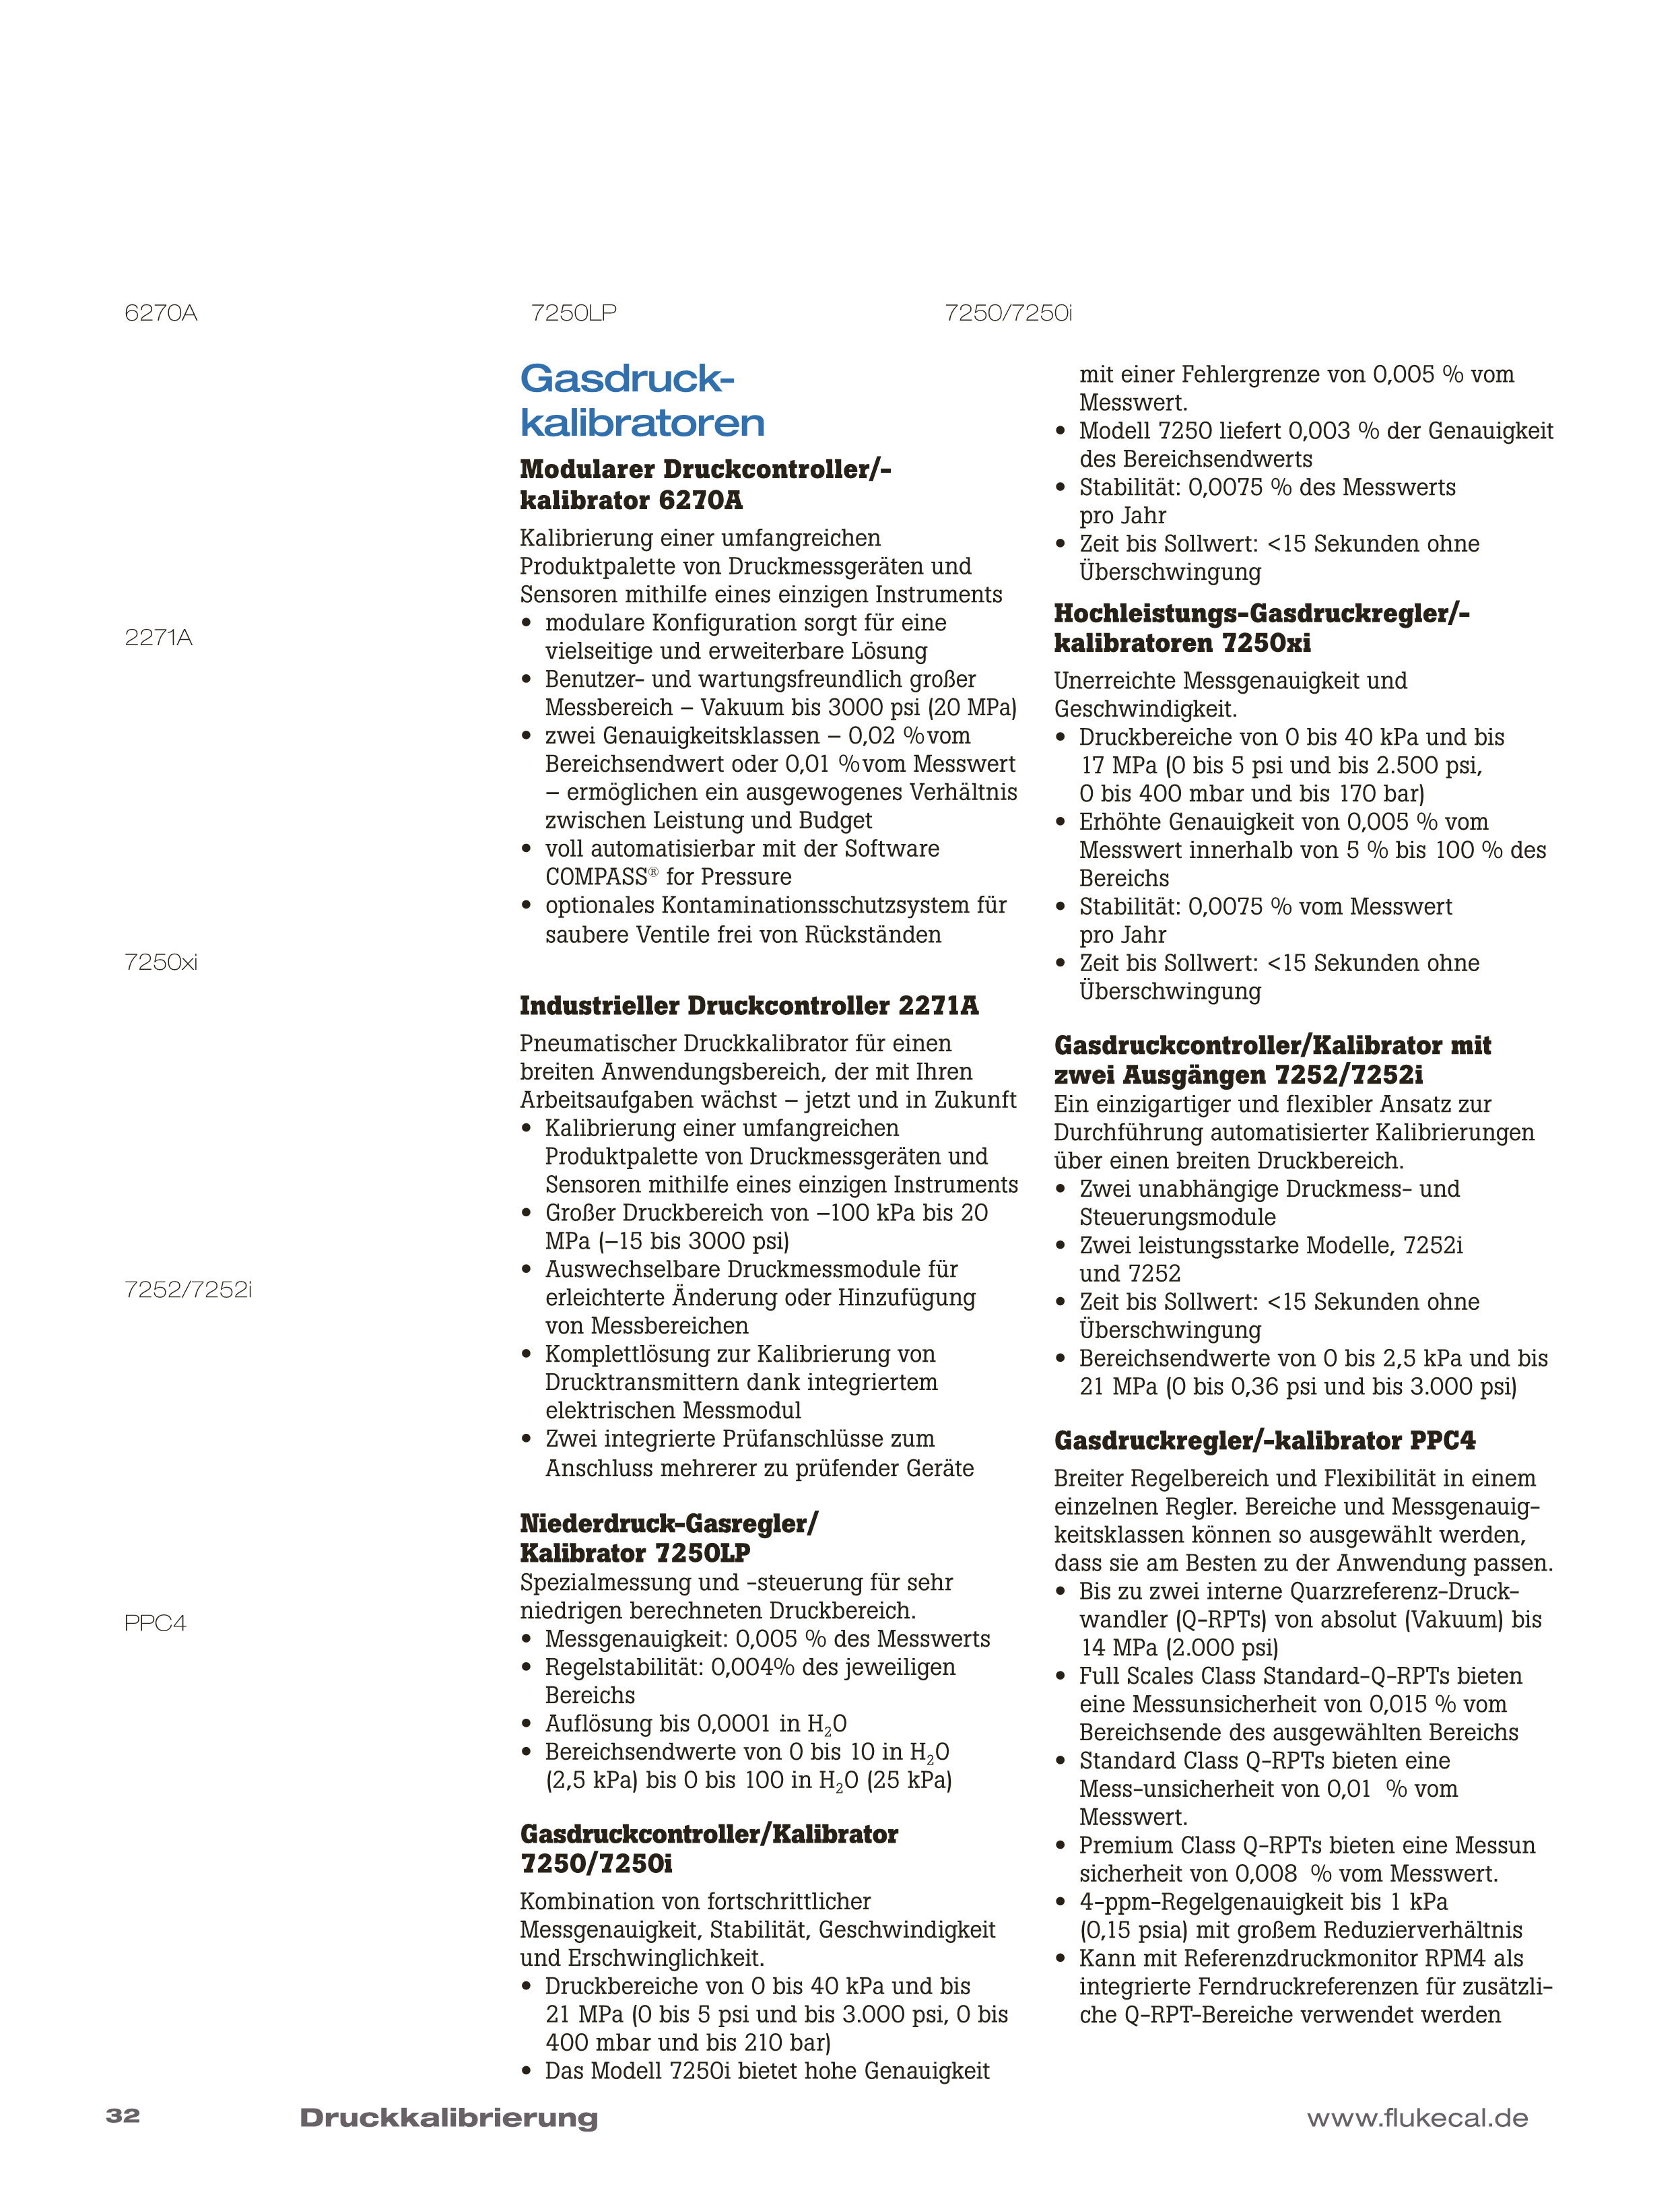 6270A
7250LP
7250/7250i
2271A
7250xi
7252/7252i
PPC4
Gasdruck-
kalibratoren
Modularer Druckcontroller/-
kalibrator 6270A
Kalibrierung einer umfangreichen
Produktpalette von Druckmessgeräten und
Sensoren mithilfe eines einzigen Instruments
• modulare Konfiguration sorgt für eine
vielseitige und erweiterbare Lösung
• Benutzer- und wartungsfreundlich großer
Messbereich – Vakuum bis 3000 psi (20 MPa)
• zwei Genauigkeitsklassen – 0,02 % vom
Bereichsendwert oder 0,01 % vom Messwert
– ermöglichen ein ausgewogenes Verhältnis
zwischen Leistung und Budget
• voll automatisierbar mit der Software
COMPASS® for Pressure
• optionales Kontaminationsschutzsystem für
saubere Ventile frei von Rückständen
Industrieller Druckcontroller 2271A
Pneumatischer Druckkalibrator für einen
breiten Anwendungsbereich, der mit Ihren
Arbeitsaufgaben wächst – jetzt und in Zukunft
• Kalibrierung einer umfangreichen
Produktpalette von Druckmessgeräten und
Sensoren mithilfe eines einzigen Instruments
• Großer Druckbereich von –100 kPa bis 20
MPa (–15 bis 3000 psi)
• Auswechselbare Druckmessmodule für
erleichterte Änderung oder Hinzufügung
von Messbereichen
• Komplettlösung zur Kalibrierung von
Drucktransmittern dank integriertem
elektrischen Messmodul
• Zwei integrierte Prüfanschlüsse zum
Anschluss mehrerer zu prüfender Geräte
Niederdruck-Gasregler/
Kalibrator 7250LP
Spezialmessung und -steuerung für sehr
niedrigen berechneten Druckbereich.
• Messgenauigkeit: 0,005 % des Messwerts
• Regelstabilität: 0,004% des jeweiligen
Bereichs
• Auflösung bis 0,0001 in H₂0
• Bereichsendwerte von 0 bis 10 in H₂0
(2,5 kPa) bis 0 bis 100 in H₂0 (25 kPa)
Gasdruckcontroller/Kalibrator
7250/7250i
Kombination von fortschrittlicher
Messgenauigkeit, Stabilität, Geschwindigkeit
und Erschwinglichkeit.
• Druckbereiche von 0 bis 40 kPa und bis
21 MPa (0 bis 5 psi und bis 3.000 psi, 0 bis
400 mbar und bis 210 bar)
• Das Modell 7250i bietet hohe Genauigkeit
mit einer Fehlergrenze von 0,005 % vom
Messwert.
• Modell 7250 liefert 0,003 % der Genauigkeit
des Bereichsendwerts
• Stabilität: 0,0075 % des Messwerts
pro Jahr
• Zeit bis Sollwert: <15 Sekunden ohne
Überschwingung
Hochleistungs-Gasdruckregler/-
kalibratoren 7250xi
Unerreichte Messgenauigkeit und
Geschwindigkeit.
• Druckbereiche von 0 bis 40 kPa und bis
17 MPa (0 bis 5 psi und bis 2.500 psi,
0 bis 400 mbar und bis 170 bar)
• Erhöhte Genauigkeit von 0,005 % vom
Messwert innerhalb von 5 % bis 100 % des
Bereichs
• Stabilität: 0,0075 % vom Messwert
pro Jahr
• Zeit bis Sollwert: <15 Sekunden ohne
Überschwingung
Gasdruckcontroller/Kalibrator mit
zwei Ausgängen 7252/7252i
Ein einzigartiger und flexibler Ansatz zur
Durchführung automatisierter Kalibrierungen
über einen breiten Druckbereich.
• Zwei unabhängige Druckmess- und
Steuerungsmodule
• Zwei leistungsstarke Modelle, 7252i
und 7252
• Zeit bis Sollwert: <15 Sekunden ohne
Überschwingung
• Bereichsendwerte von 0 bis 2,5 kPa und bis
21 MPa (0 bis 0,36 psi und bis 3.000 psi)
Gasdruckregler/-kalibrator PPC4
Breiter Regelbereich und Flexibilität in einem
einzelnen Regler. Bereiche und Messgenauig-
keitsklassen können so ausgewählt werden,
dass sie am Besten zu der Anwendung passen.
• Bis zu zwei interne Quarzreferenz-Druck-
wandler (Q-RPTs) von absolut (Vakuum) bis
14 MPa (2.000 psi)
• Full Scales Class Standard-Q-RPTs bieten
eine Messunsicherheit von 0,015 % vom
Bereichsende des ausgewählten Bereichs
• Standard Class Q-RPTs bieten eine
Mess-unsicherheit von 0,01 % vom
Messwert.
• Premium Class Q-RPTs bieten eine Messun
sicherheit von 0,008 % vom Messwert.
• 4-ppm-Regelgenauigkeit bis 1 kPa
(0,15 psia) mit großem Reduzierverhältnis
• Kann mit Referenzdruckmonitor RPM4 als
integrierte Ferndruckreferenzen für zusätzli-
che Q-RPT-Bereiche verwendet werden
32
Druckkalibrierung
www.flukecal.de